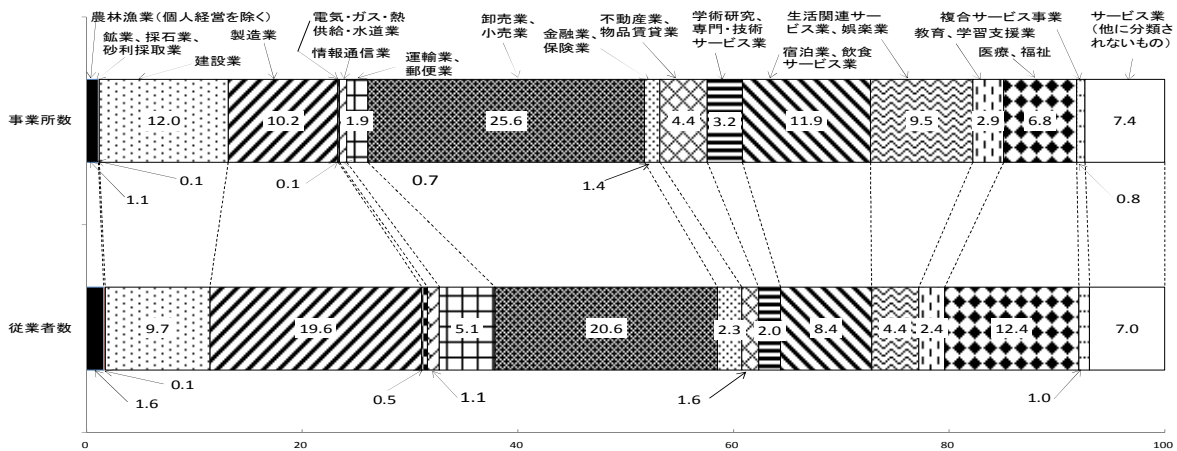 農林漁業(個人経営を除く)
鉱業、採石業、
砂利採取業
建設業
製造業
電気・ガス・熱
供給・水道業
情報通信業
運輸業、
郵便業
卸売業、
小売業
金融業、
保険業
不動産業、
物品賃貸業
学術研究、
専門・技術
サービス業
生活関連サー
ビス業、娯楽業
宿泊業、飲食
サービス業
複合サービス事業
教育、学習支援業
医療、福祉
サービス業
(他に分類さ
れないもの)
事業所数
12.0
10.2
1.9
25.6
4.4
3.2
11.9
9.5
2.9
6.8
7.4
1.1
0.1
0.1
0.7
1.4
0.8
従業者数
9.7
19.6
5.1
20.6
2.3
2.0
8.4
4.4
2.4
12.4
7.0
1.6
0.1
0.5
1.1
1.6
1.0
0
20
40
60
80
100